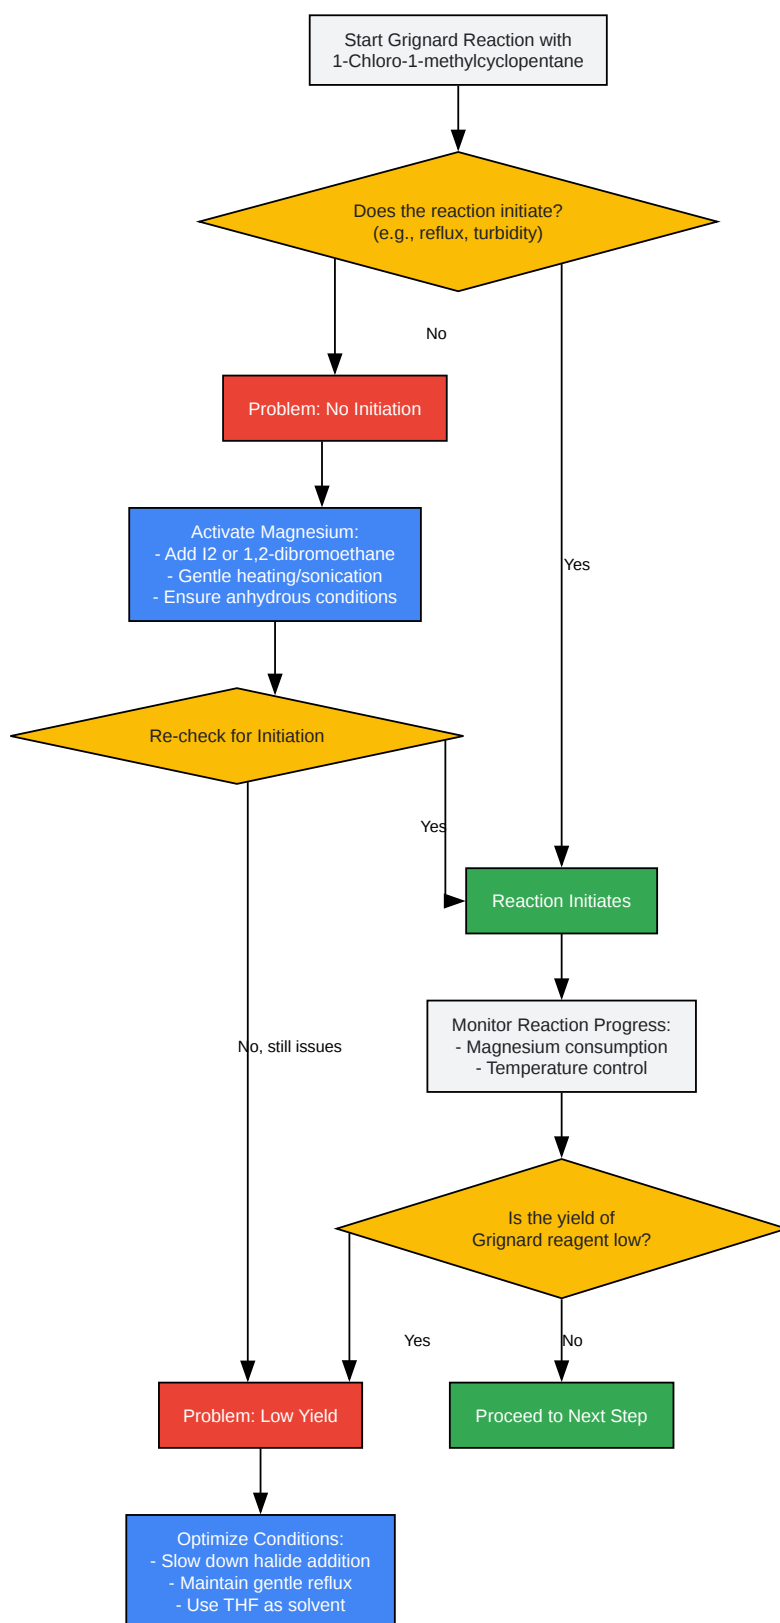 Start Grignard Reaction with
1-Chloro-1-methylcyclopentane
Does the reaction initiate?
(e.g., reflux, turbidity)
No
Problem: No Initiation
Activate Magnesium:
- Add I2 or 1,2-dibromoethane
- Gentle heating/sonication
- Ensure anhydrous conditions
Yes
Re-check for Initiation
Yes
Reaction Initiates
Monitor Reaction Progress:
- Magnesium consumption
- Temperature control
No, still issues
Is the yield of
Grignard reagent low?
Yes
No
Problem: Low Yield
Proceed to Next Step
Optimize Conditions:
- Slow down halide addition
- Maintain gentle reflux
- Use THF as solvent